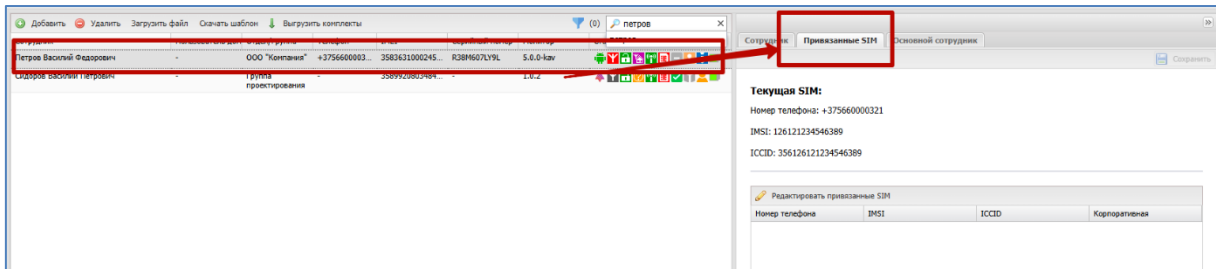 Добавить Удалить Загрузить файл Скачать шаблон Выгрузить комплекты (0) петров
Сотрудник Привязанные SIM Основной сотрудник
Петров Василий Федорович - ООО "Компания" +3756600003... 3583631000245... R38M607LY9L 5.0.0-kav
Сидоров Василий Петрович - Группа проектирования - 35899208034​84... - 1.0.2
Сохранить
Текущая SIM:
Номер телефона: +375660000321
IMSI: 126121234546389
ICCID: 356126121234546389
Редактировать привязанные SIM
Номер телефона IMSI ICCID Корпоративная